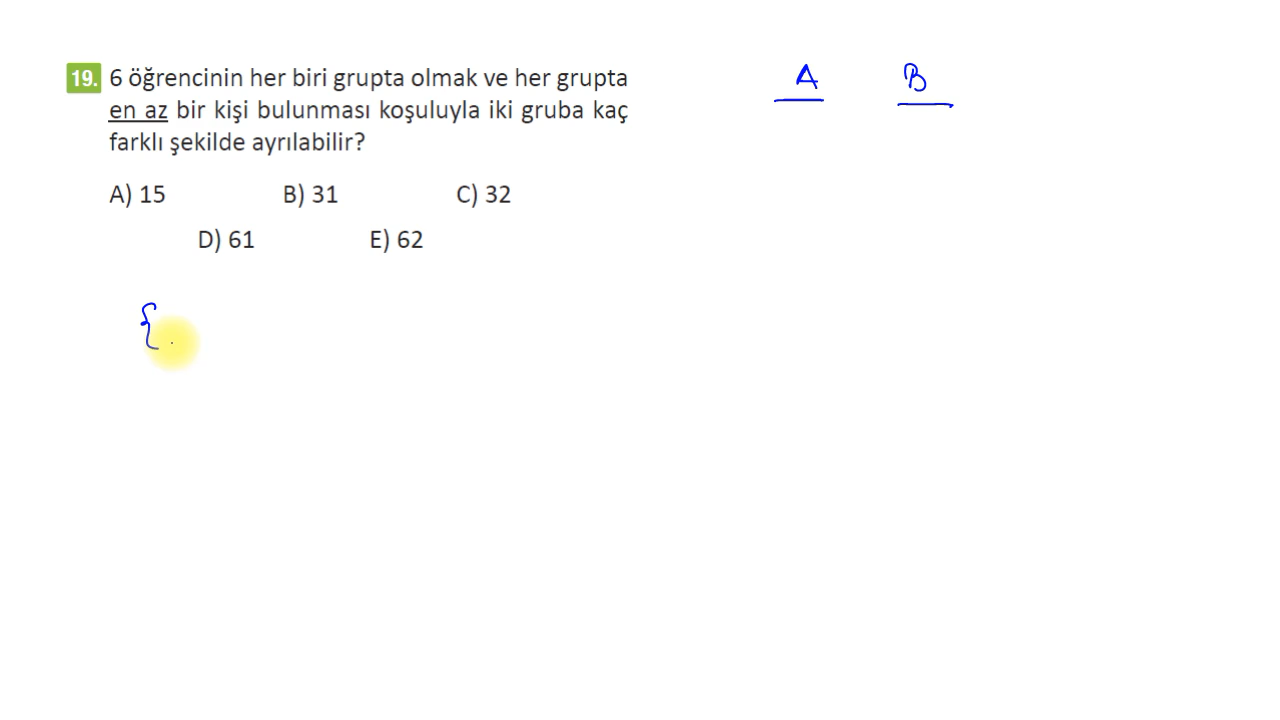 19. 6 öğrencinin her biri grupta olmak ve her grupta
en az bir kişi bulunması koşuluyla iki gruba kaç
farklı şekilde ayrılabilir?
A) 15 B) 31 C) 32
D) 61 E) 62
A B
{